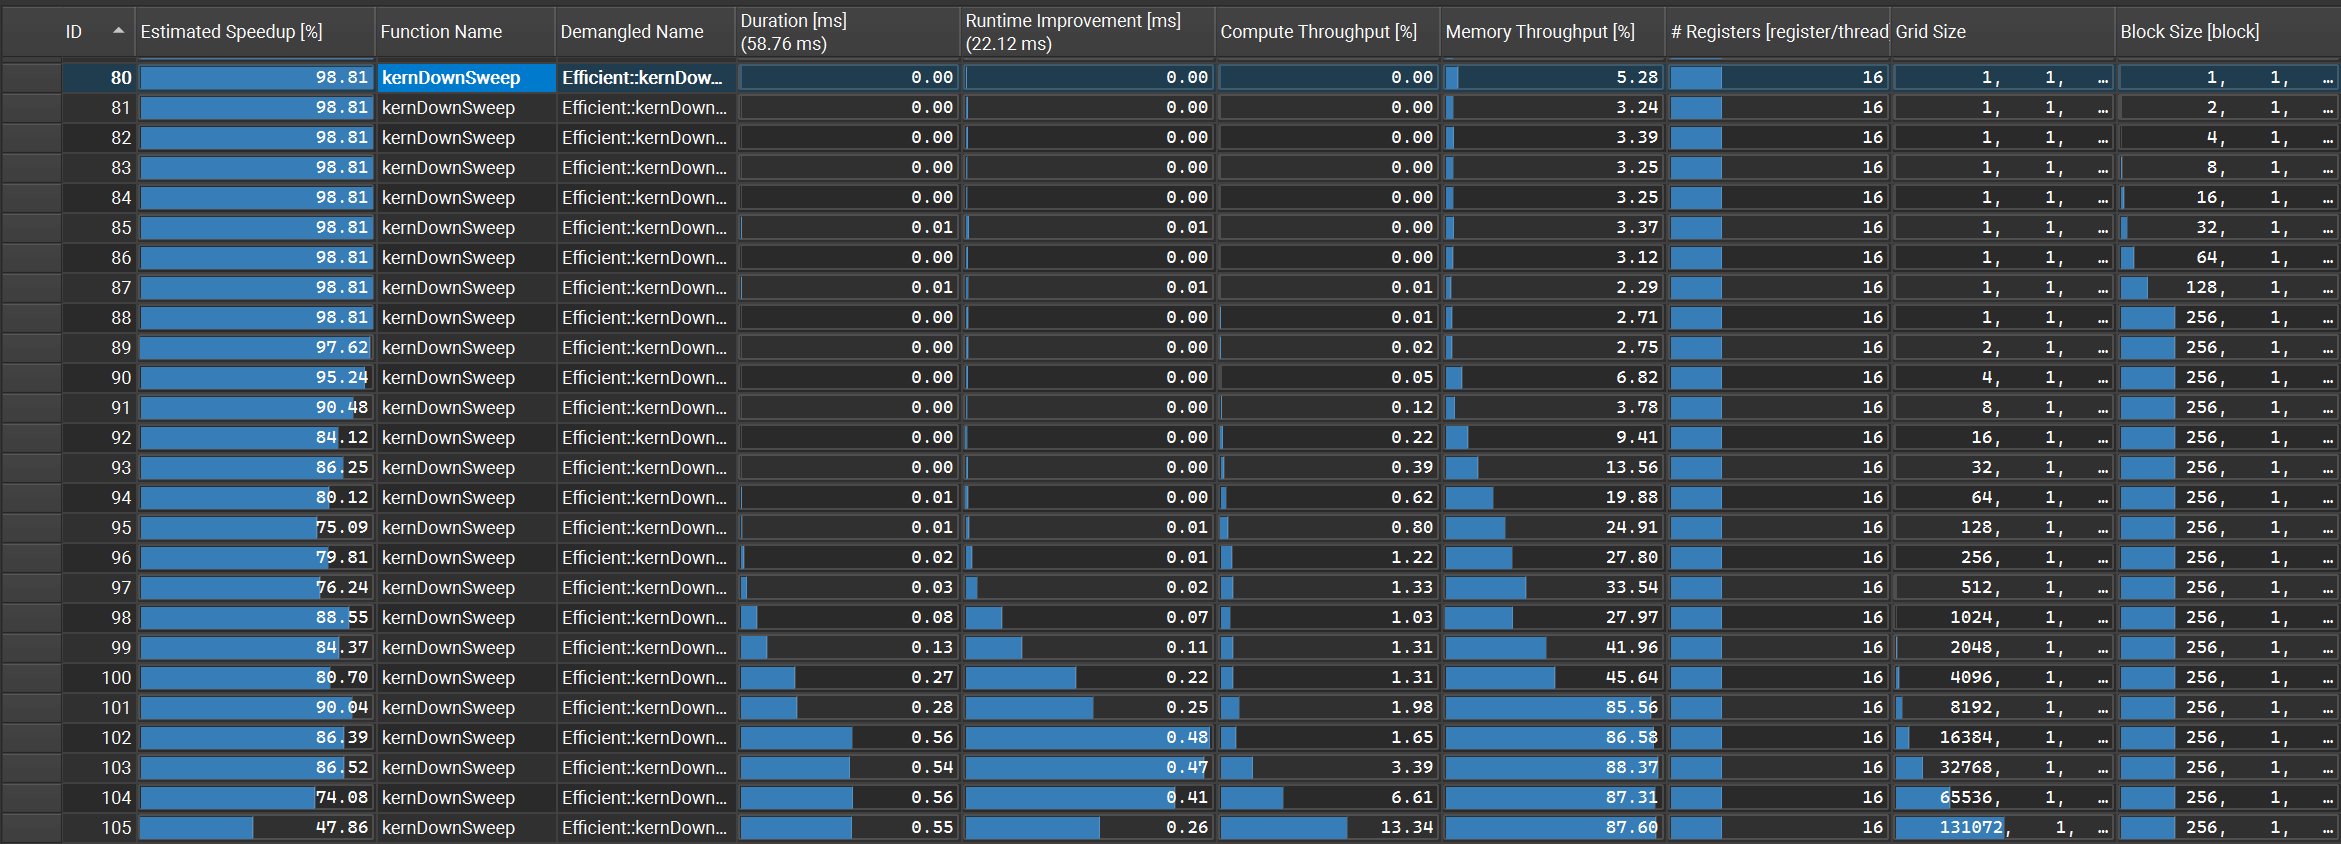 ID Estimated Speedup [%] Function Name Demangled Name Duration [ms] (58.76 ms) Runtime Improvement [ms] (22.12 ms) Compute Throughput [%] Memory Throughput [%] # Registers [register/thread Grid Size Block Size [block]
80 98.81 kernDownSweep Efficient::kernDow... 0.00 0.00 0.00 5.28 16 1, 1, … 1, 1, …
81 98.81 kernDownSweep Efficient::kernDown... 0.00 0.00 0.00 3.24 16 1, 1, … 2, 1, …
82 98.81 kernDownSweep Efficient::kernDown... 0.00 0.00 0.00 3.39 16 1, 1, … 4, 1, …
83 98.81 kernDownSweep Efficient::kernDown... 0.00 0.00 0.00 3.25 16 1, 1, … 8, 1, …
84 98.81 kernDownSweep Efficient::kernDown... 0.00 0.00 0.00 3.25 16 1, 1, … 16, 1, …
85 98.81 kernDownSweep Efficient::kernDown... 0.01 0.01 0.00 3.37 16 1, 1, … 32, 1, …
86 98.81 kernDownSweep Efficient::kernDown... 0.00 0.00 0.00 3.12 16 1, 1, … 64, 1, …
87 98.81 kernDownSweep Efficient::kernDown... 0.01 0.01 0.01 2.29 16 1, 1, … 128, 1, …
88 98.81 kernDownSweep Efficient::kernDown... 0.00 0.00 0.01 2.71 16 1, 1, … 256, 1, …
89 97.62 kernDownSweep Efficient::kernDown... 0.00 0.00 0.02 2.75 16 2, 1, … 256, 1, …
90 95.24 kernDownSweep Efficient::kernDown... 0.00 0.00 0.05 6.82 16 4, 1, … 256, 1, …
91 90.48 kernDownSweep Efficient::kernDown... 0.00 0.00 0.12 3.78 16 8, 1, … 256, 1, …
92 84.12 kernDownSweep Efficient::kernDown... 0.00 0.00 0.22 9.41 16 16, 1, … 256, 1, …
93 86.25 kernDownSweep Efficient::kernDown... 0.00 0.00 0.39 13.56 16 32, 1, … 256, 1, …
94 80.12 kernDownSweep Efficient::kernDown... 0.01 0.00 0.62 19.88 16 64, 1, … 256, 1, …
95 75.09 kernDownSweep Efficient::kernDown... 0.01 0.01 0.80 24.91 16 128, 1, … 256, 1, …
96 79.81 kernDownSweep Efficient::kernDown... 0.02 0.01 1.22 27.80 16 256, 1, … 256, 1, …
97 76.24 kernDownSweep Efficient::kernDown... 0.03 0.02 1.33 33.54 16 512, 1, … 256, 1, …
98 88.55 kernDownSweep Efficient::kernDown... 0.08 0.07 1.03 27.97 16 1024, 1, … 256, 1, …
99 84.37 kernDownSweep Efficient::kernDown... 0.13 0.11 1.31 41.96 16 2048, 1, … 256, 1, …
100 80.70 kernDownSweep Efficient::kernDown... 0.27 0.22 1.31 45.64 16 4096, 1, … 256, 1, …
101 90.04 kernDownSweep Efficient::kernDown... 0.28 0.25 1.98 85.56 16 8192, 1, … 256, 1, …
102 86.39 kernDownSweep Efficient::kernDown... 0.56 0.48 1.65 86.58 16 16384, 1, … 256, 1, …
103 86.52 kernDownSweep Efficient::kernDown... 0.54 0.47 3.39 88.37 16 32768, 1, … 256, 1, …
104 74.08 kernDownSweep Efficient::kernDown... 0.56 0.41 6.61 87.31 16 65536, 1, … 256, 1, …
105 47.86 kernDownSweep Efficient::kernDown... 0.55 0.26 13.34 87.60 16 131072, 1, … 256, 1, …